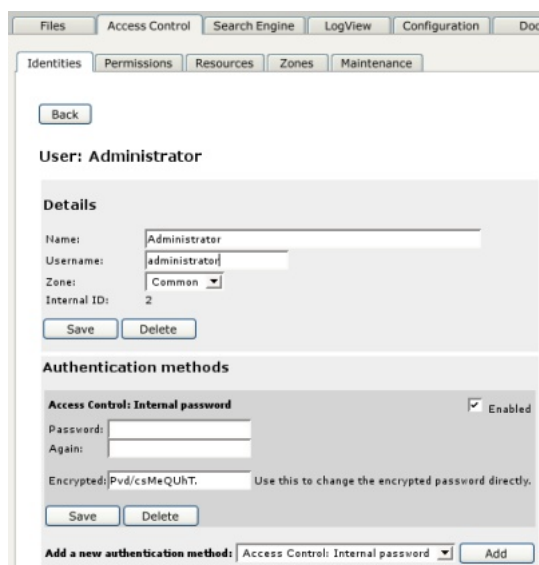 Files Access Control Search Engine LogView Configuration Doc
Identities Permissions Resources Zones Maintenance
Back
User: Administrator
Details
Name: Administrator
Username: administrator
Zone: Common
Internal ID: 2
Save Delete
Authentication methods
Access Control: Internal password Enabled
Password:
Again:
Encrypted: Pvd/csMeQUhT. Use this to change the encrypted password directly.
Save Delete
Add a new authentication method: Access Control: Internal password Add